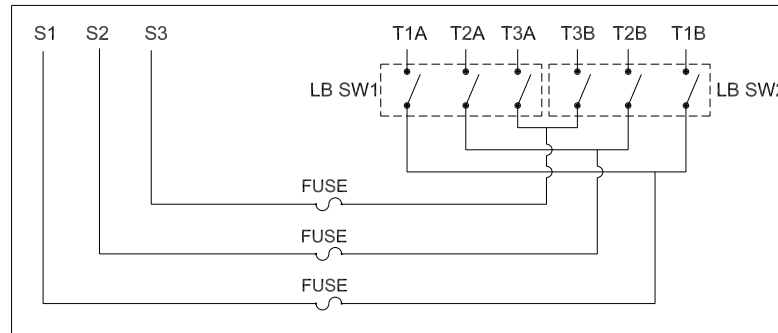 S1 S2 S3 T1A T2A T3A T3B T2B T1B
LB SW1 LB SW2
FUSE
FUSE
FUSE